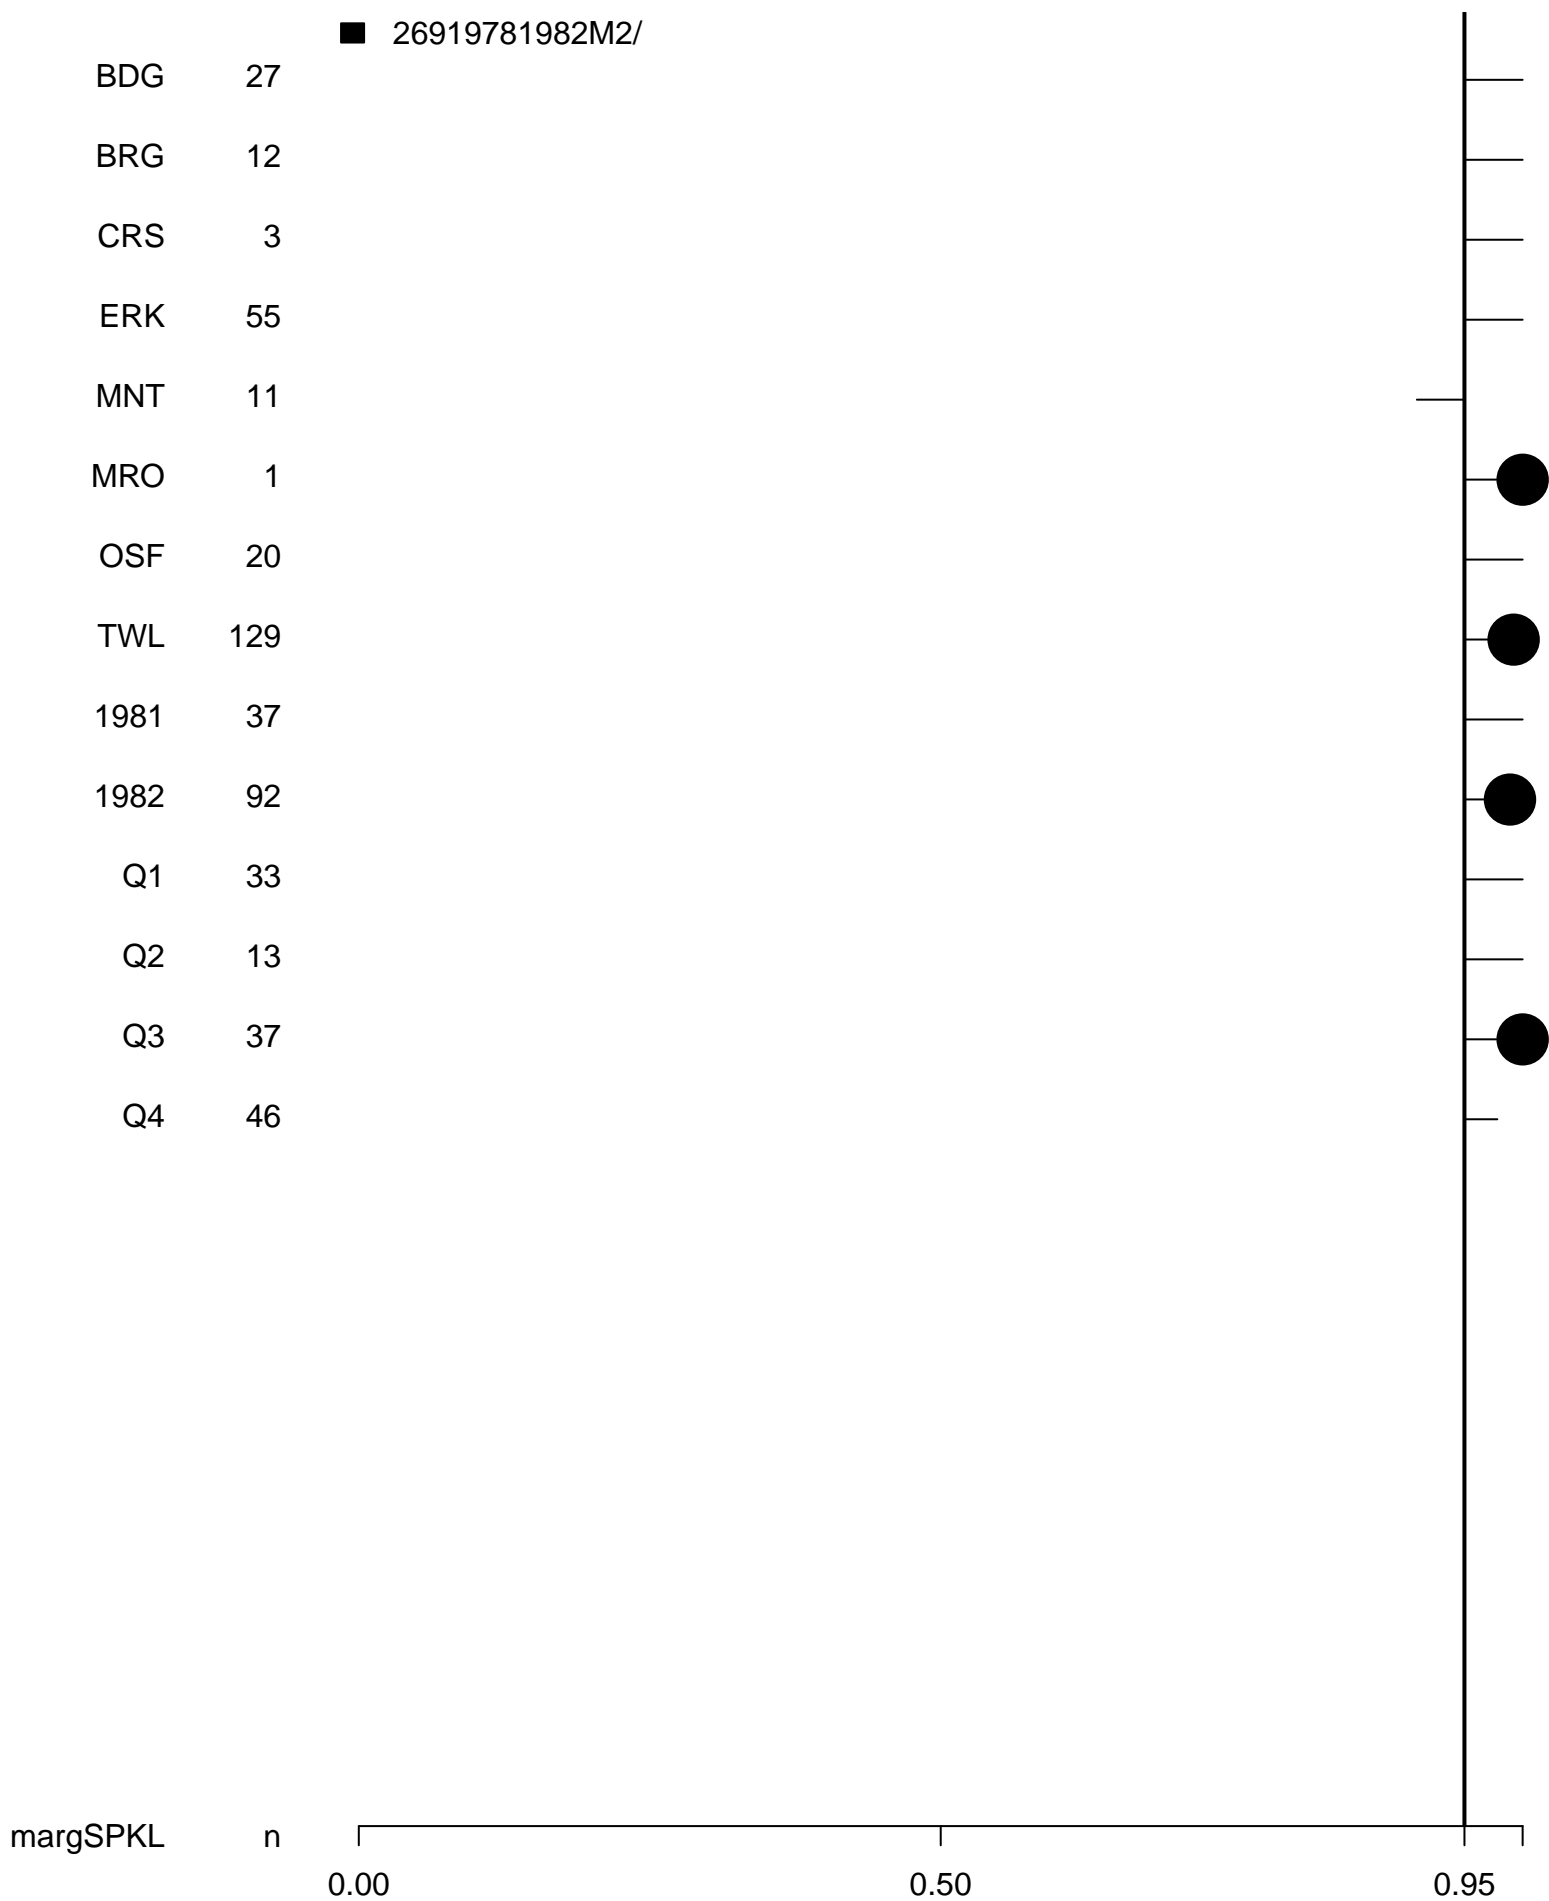 26919781982M2/
BDG 27
BRG 12
CRS 3
ERK 55
MNT 11
MRO 1
OSF 20
TWL 129
1981 37
1982 92
Q1 33
Q2 13
Q3 37
Q4 46
margSPKL n
0.00 0.50 0.95